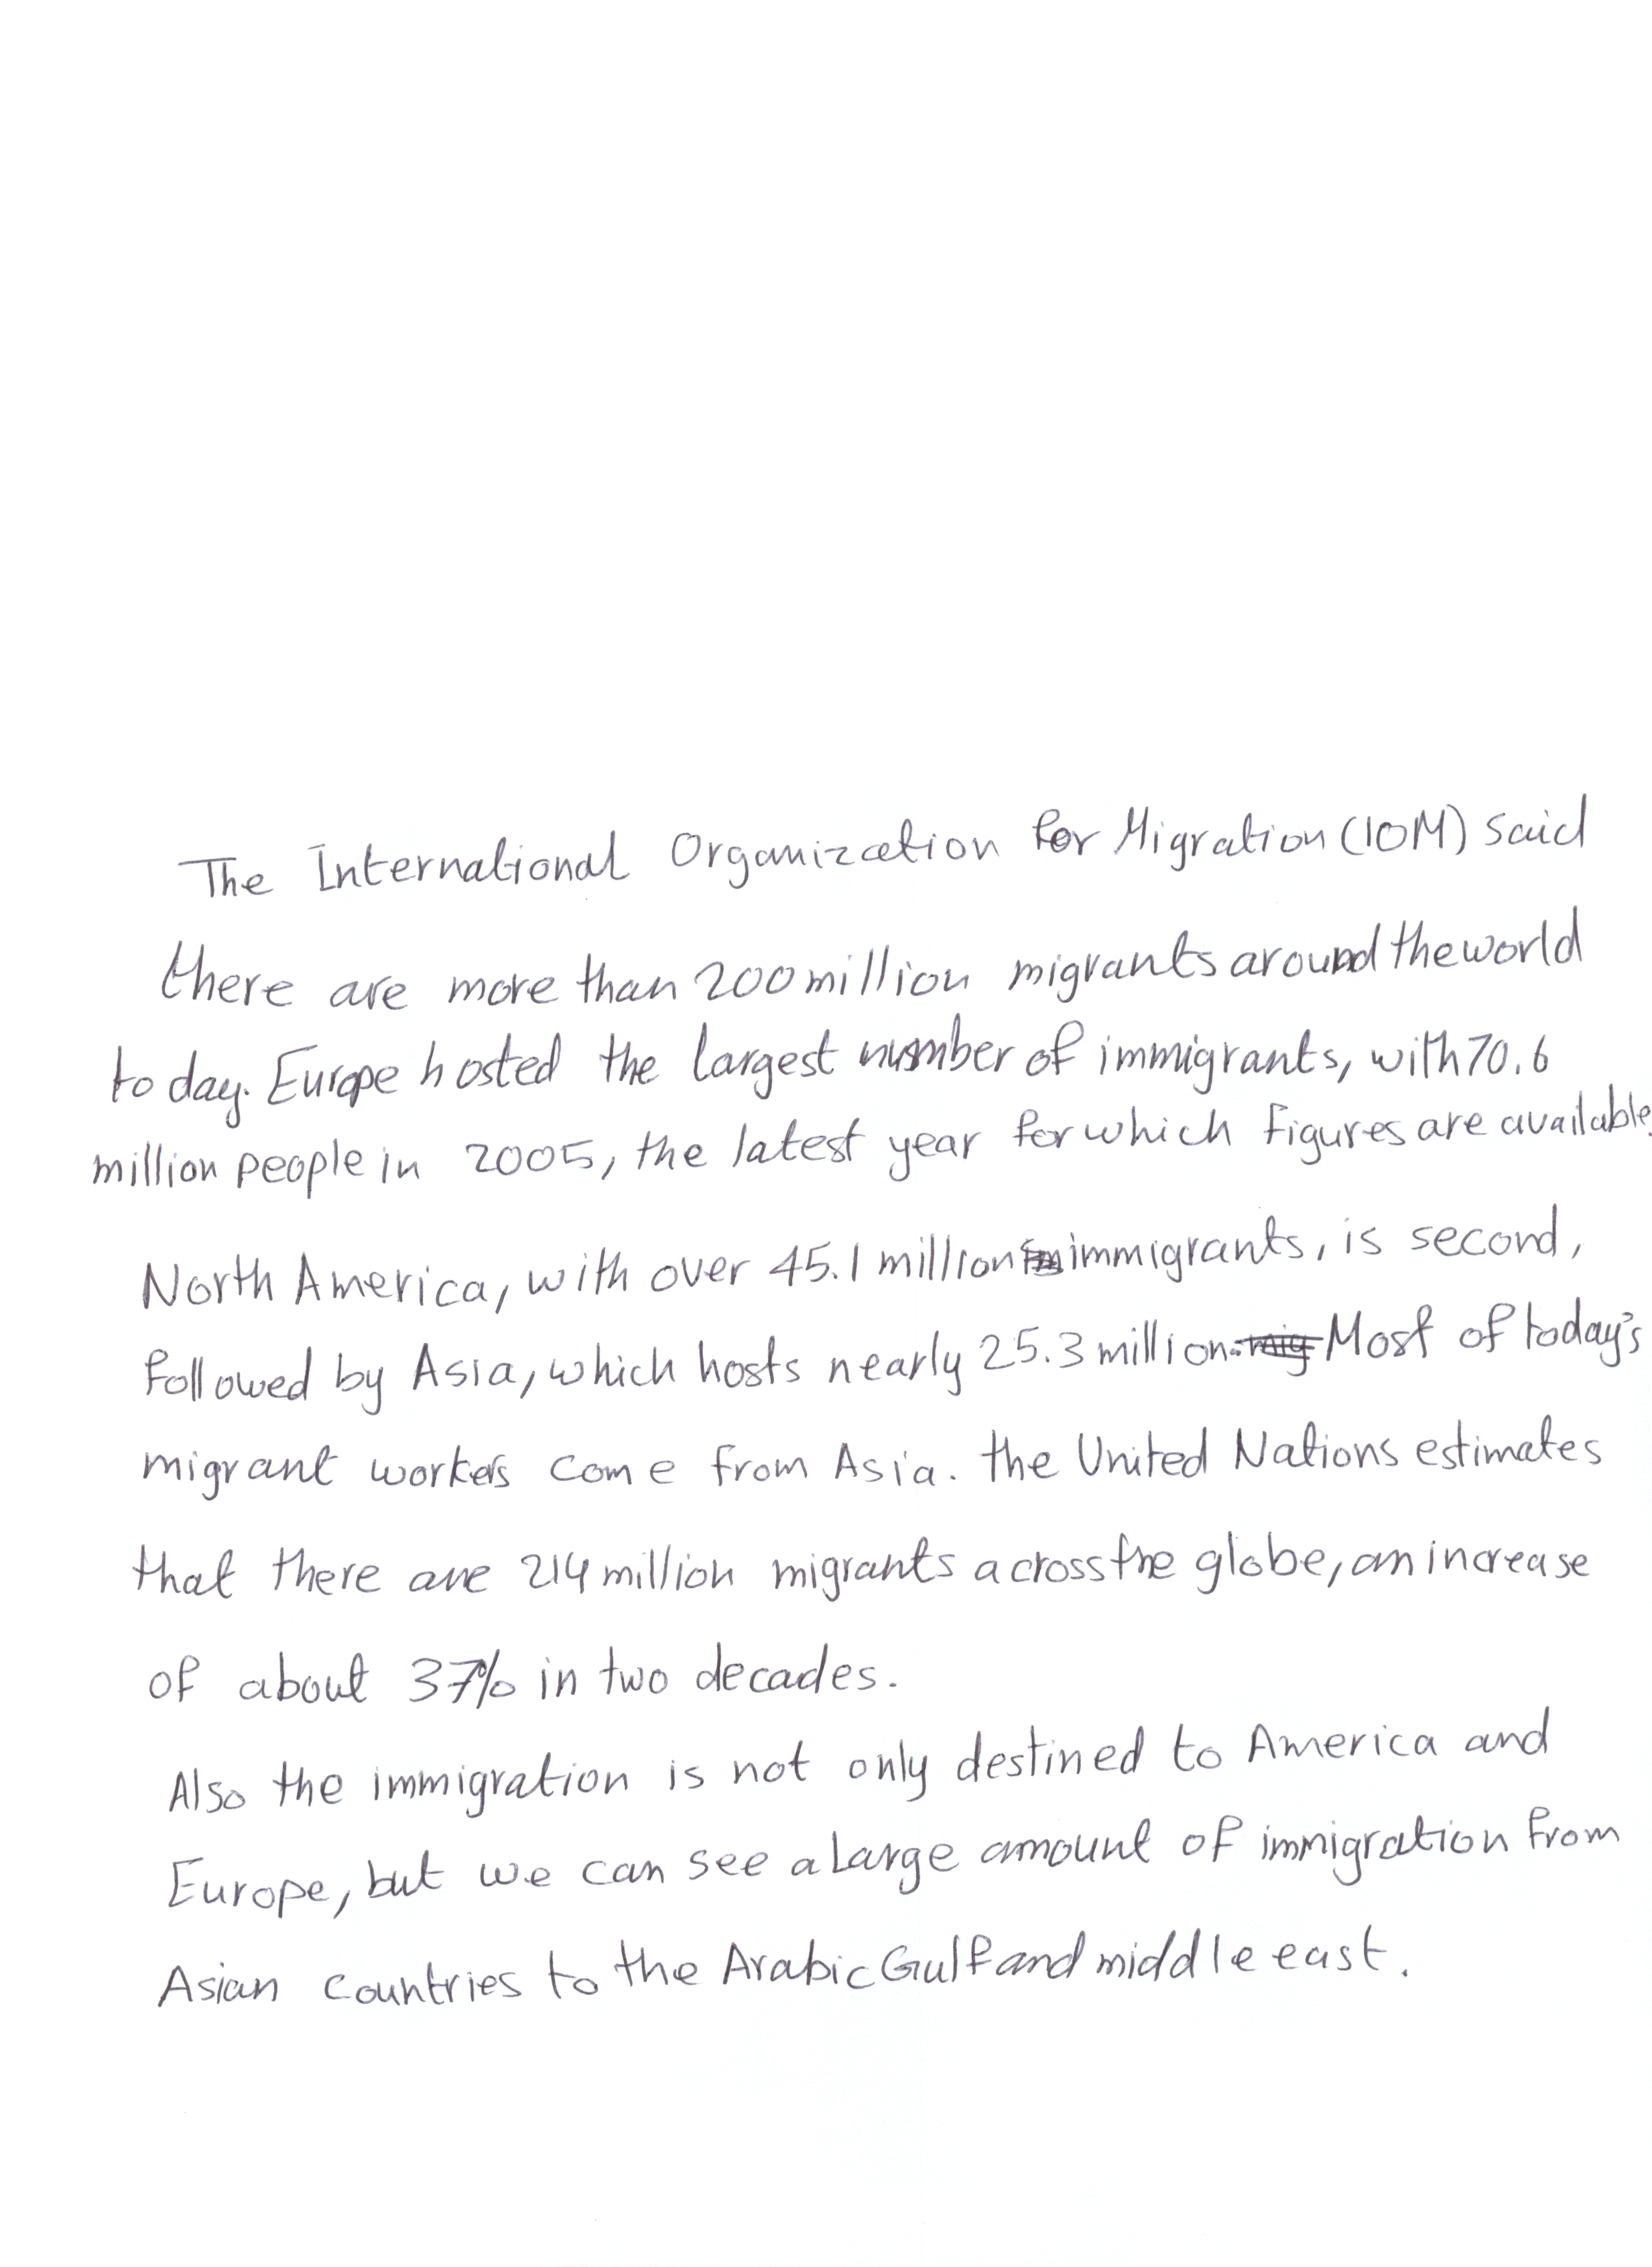 The International Organization for Migration (IOM) said
there are more than 200 million migrants around the world
today. Europe hosted the largest number of immigrants, with 70.6
million people in 2005, the latest year for which figures are available.
North America, with over 45.1 million immigrants, is second,
followed by Asia, which hosts nearly 25.3 million. Most of today's
migrant workers come from Asia. the United Nations estimates
that there are 214 million migrants across the globe, an increase
of about 37% in two decades.
Also the immigration is not only destined to America and
Europe, but we can see a large amount of immigration from
Asian countries to the Arabic Gulf and middle east.